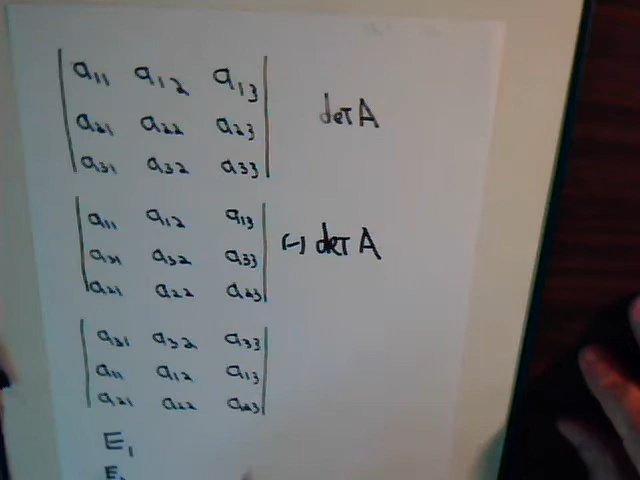 a11 a12 a13
a21 a22 a23 det A
a31 a32 a33
a11 a12 a13
a31 a32 a33 (-) det A
a21 a22 a23
a31 a32 a33
a11 a12 a13
a21 a22 a23
E1